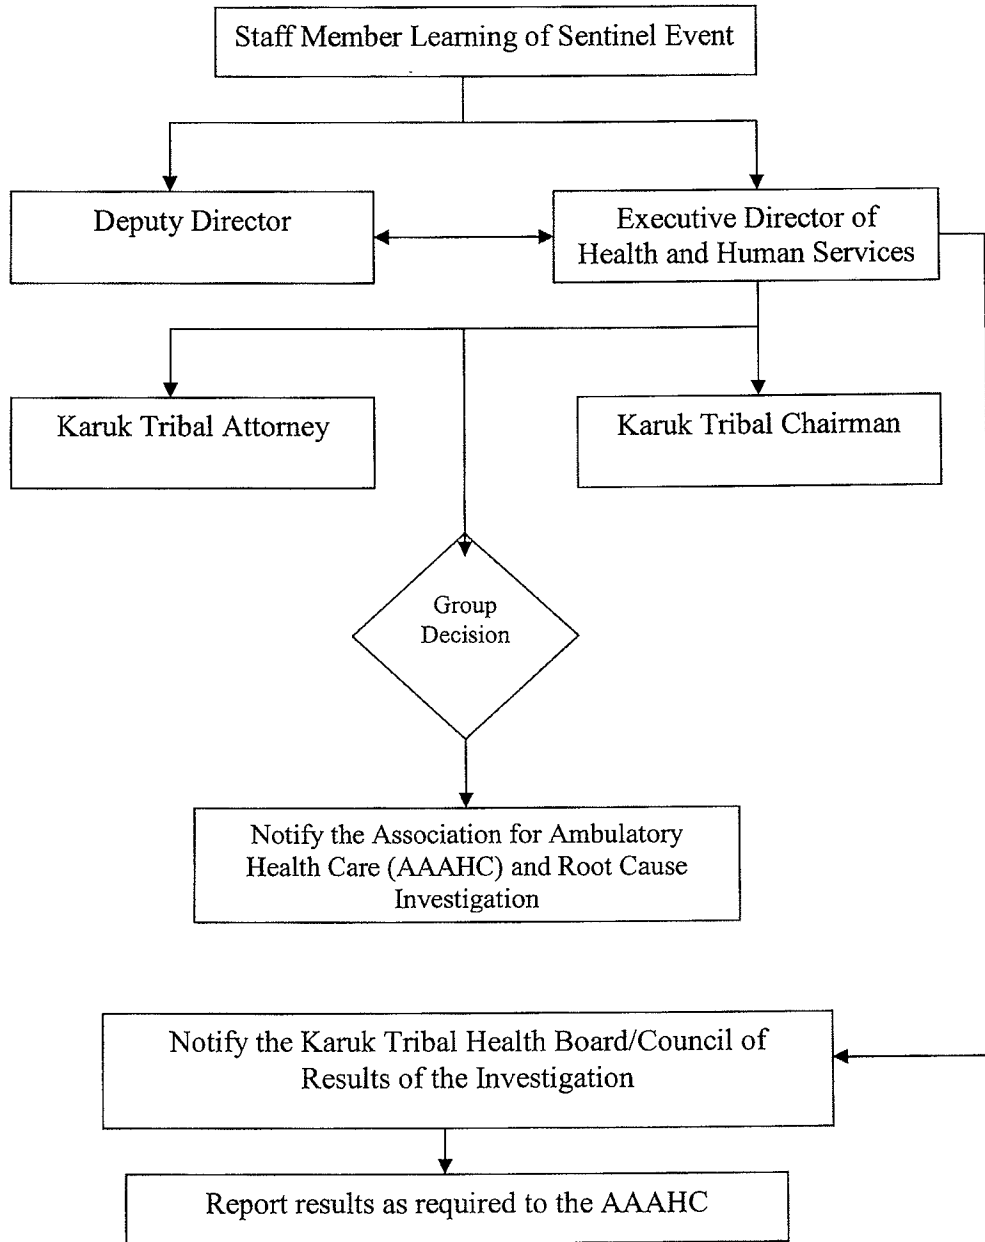 Staff Member Learning of Sentinel Event
Deputy Director
Executive Director of
Health and Human Services
Karuk Tribal Attorney
Karuk Tribal Chairman
Group
Decision
Notify the Association for Ambulatory
Health Care (AAAHC) and Root Cause
Investigation
Notify the Karuk Tribal Health Board/Council of
Results of the Investigation
Report results as required to the AAAHC